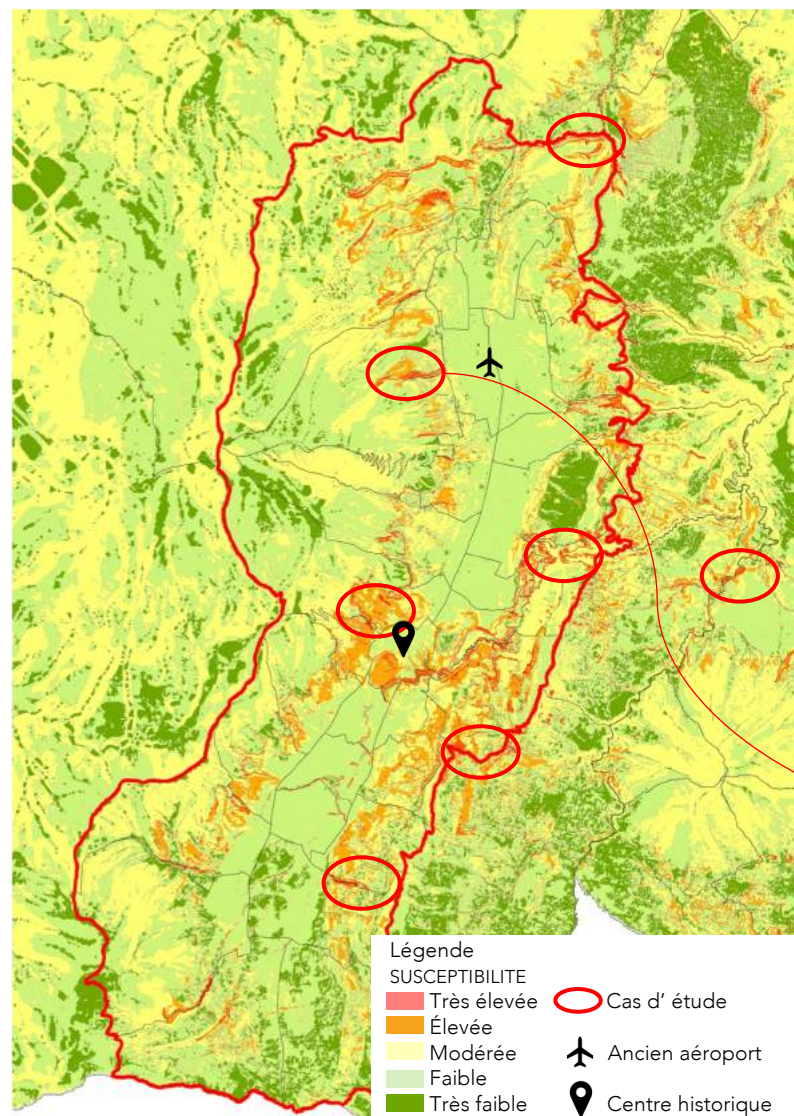 Légende
SUSCEPTIBILITE
Très élevée
Cas d' étude
Élevée
Modérée
Ancien aéroport
Faible
Très faible
Centre historique